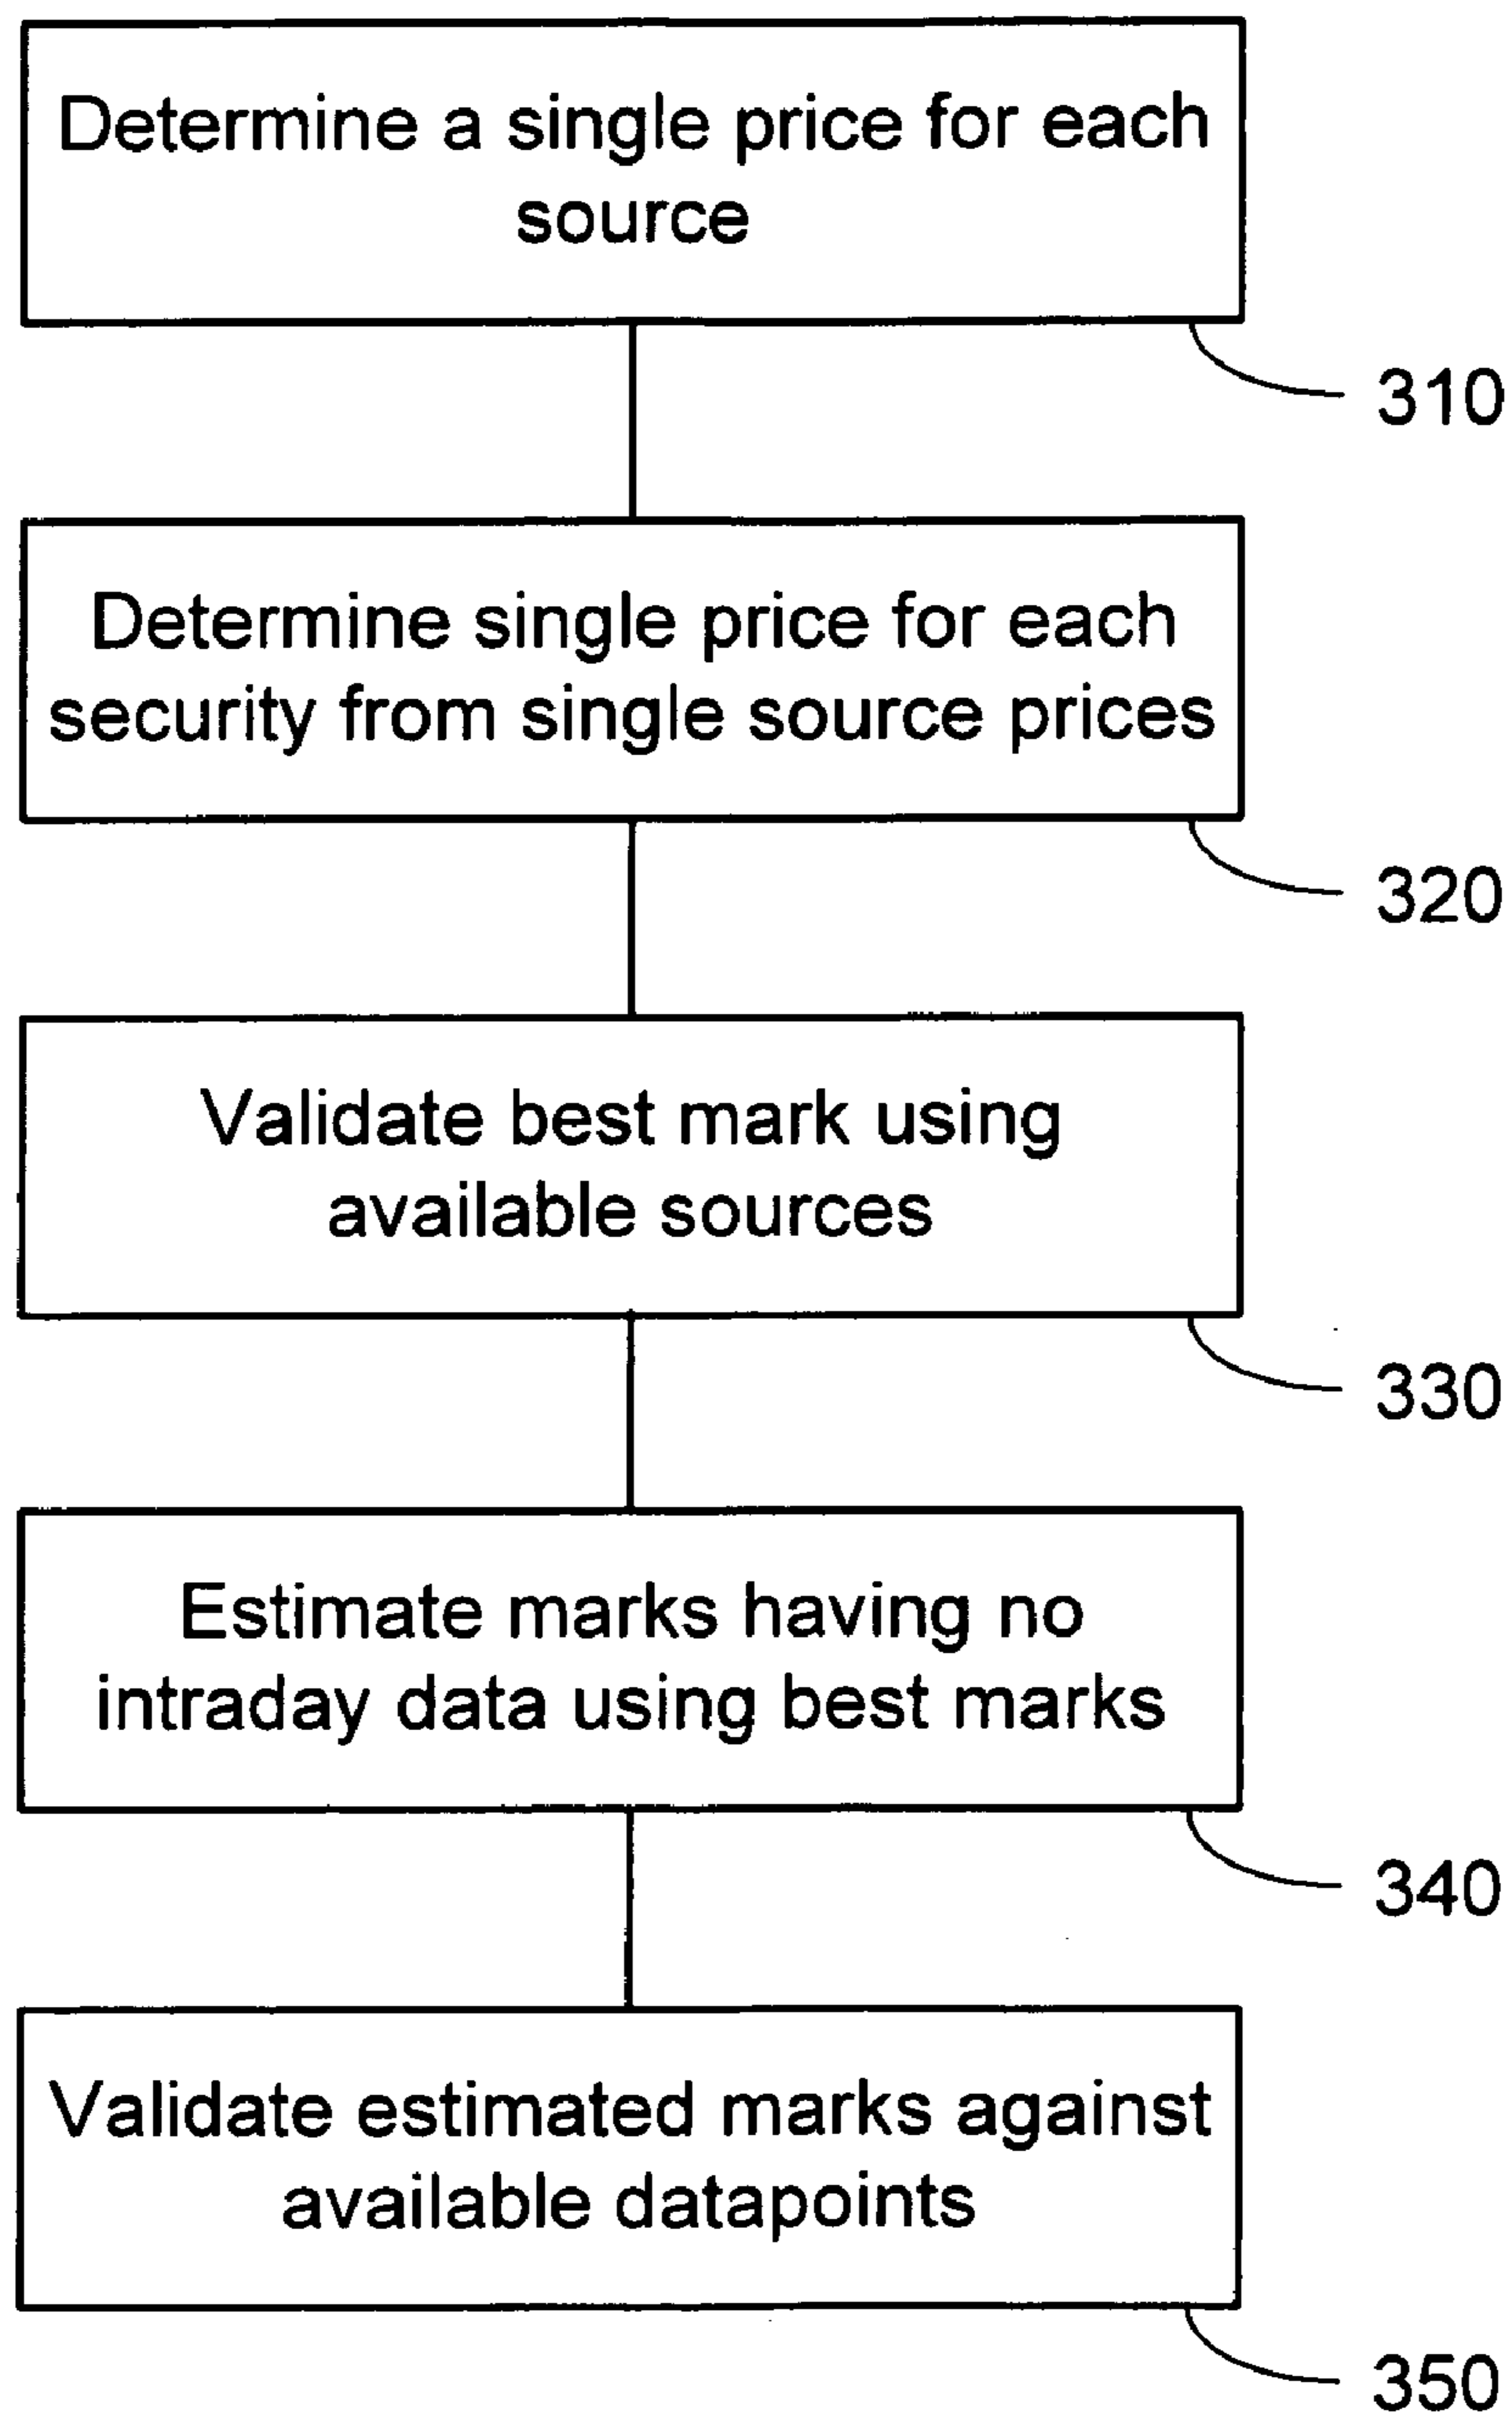 Determine a single price for each
source
310
Determine single price for each
security from single source prices
320
Validate best mark using
available sources
330
Estimate marks having no
intraday data using best marks
340
Validate estimated marks against
available datapoints
350